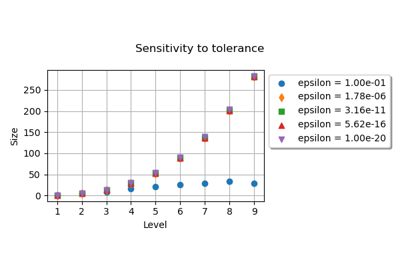 Sensitivity to tolerance
epsilon = 1.00e-01
epsilon = 1.78e-06
epsilon = 3.16e-11
epsilon = 5.62e-16
epsilon = 1.00e-20
Size
250
200
150
100
50
0
1 2 3 4 5 6 7 8 9
Level